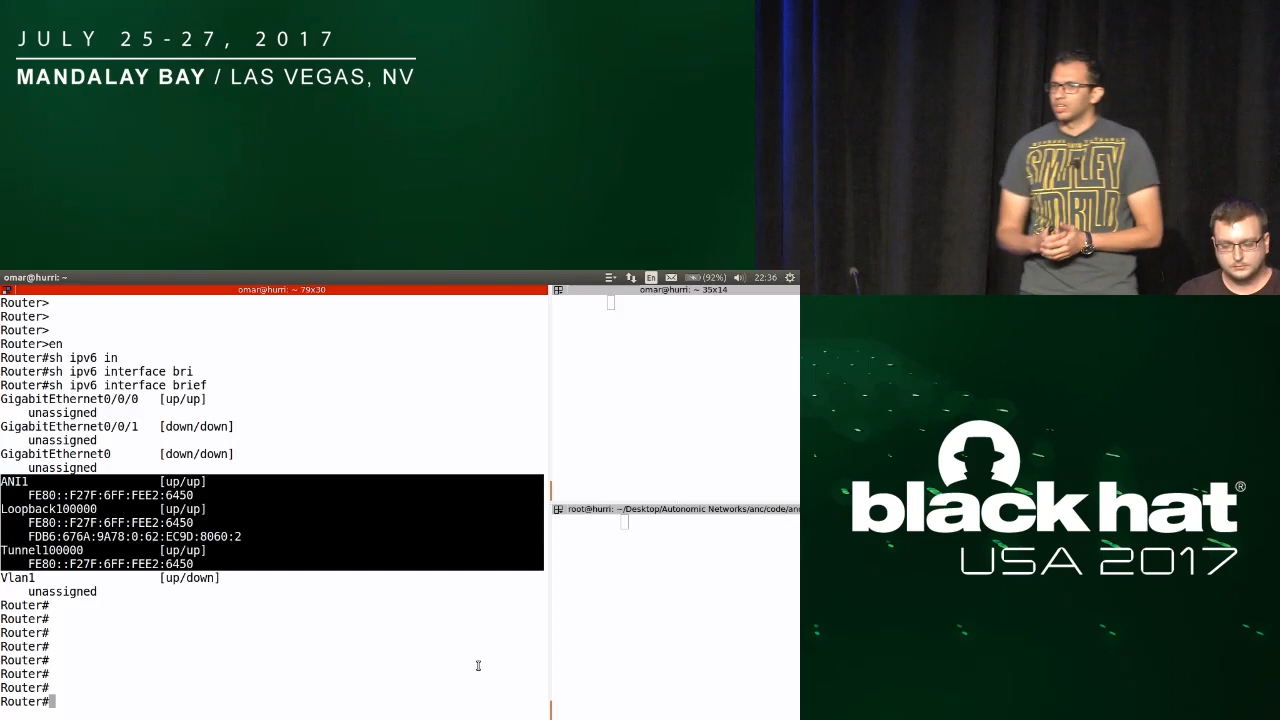 JULY 25-27, 2017
MANDALAY BAY / LAS VEGAS, NV
SMILEY
WORLD
omar@hurri: ~
En
(92%)
22:36
omar@hurri: ~ 79x30
Router>
Router>
Router>
Router>en
Router#sh ipv6 in
Router#sh ipv6 interface bri
Router#sh ipv6 interface brief
GigabitEthernet0/0/0 [up/up]
unassigned
GigabitEthernet0/0/1 [down/down]
unassigned
GigabitEthernet0 [down/down]
unassigned
ANI1 [up/up]
FE80::F27F:6FF:FEE2:6450
Loopback100000 [up/up]
FE80::F27F:6FF:FEE2:6450
FDB6:676A:9A78:0:62:EC9D:8060:2
Tunnel100000 [up/up]
FE80::F27F:6FF:FEE2:6450
Vlan1 [up/down]
unassigned
Router#
Router#
Router#
Router#
Router#
Router#
Router#
Router#
omar@hurri: ~ 35x14
root@hurri: ~/Desktop/Autonomic Networks/anc/code/an
black hat®
USA 2017